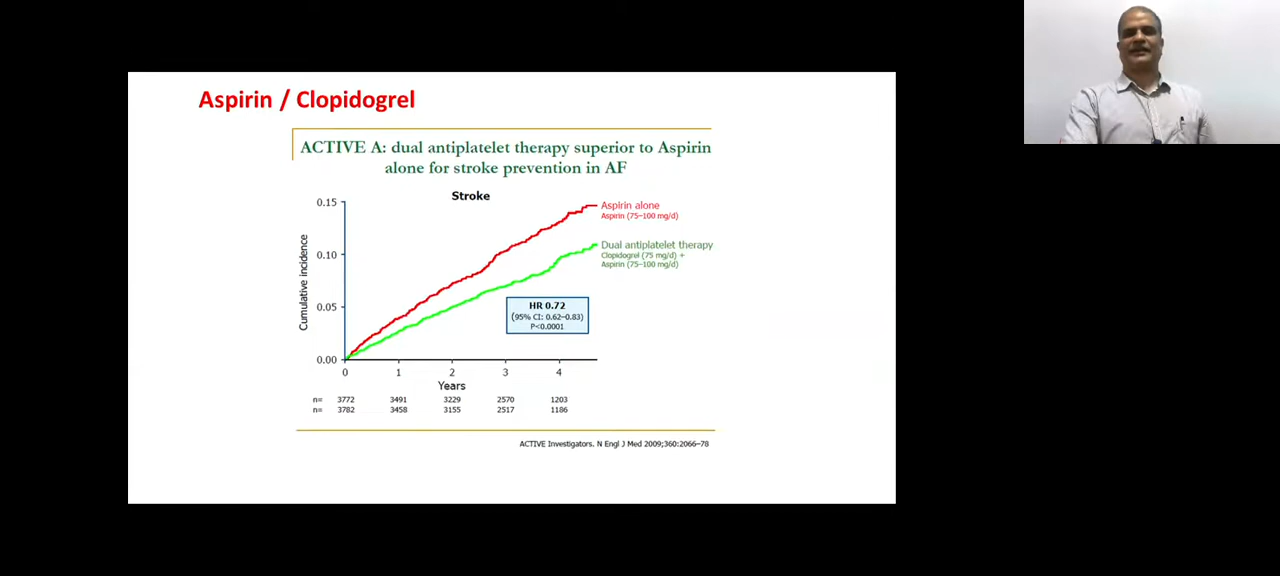 Aspirin / Clopidogrel
ACTIVE A: dual antiplatelet therapy superior to Aspirin
alone for stroke prevention in AF
Stroke
Cumulative incidence
0.15
0.10
0.05
0.00
Aspirin alone
Aspirin (75–100 mg/d)
Dual antiplatelet therapy
Clopidogrel (75 mg/d) +
Aspirin (75–100 mg/d)
HR 0.72
(95% CI: 0.62–0.83)
P<0.0001
0 1 2 3 4
Years
n= 3772 3491 3229 2570 1203
n= 3782 3458 3155 2517 1186
ACTIVE Investigators. N Engl J Med 2009;360:2066–78